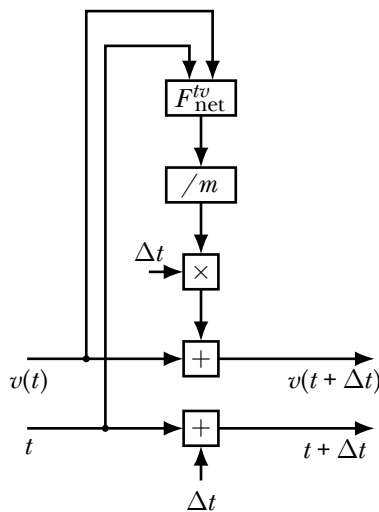 F^{tv}_{net}
/m
Δt
×
+
v(t)
v(t + Δt)
+
t
t + Δt
Δt